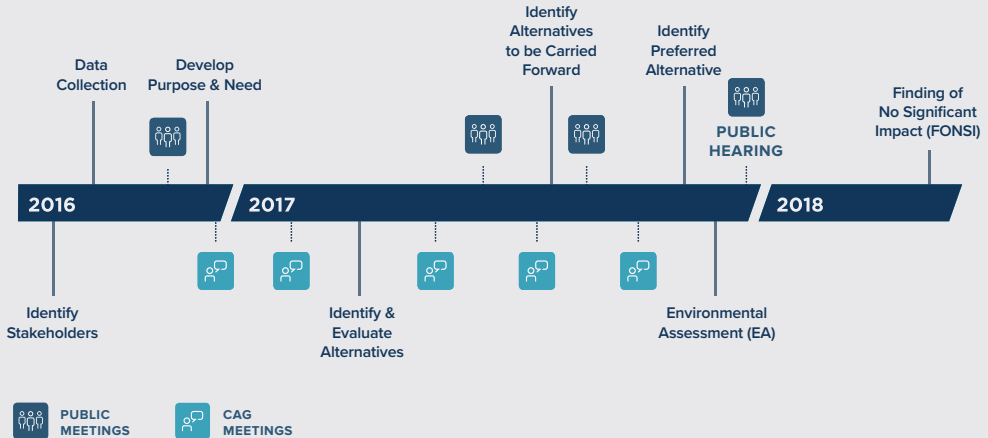 Data
Collection
Develop
Purpose & Need
Identify
Alternatives
to be Carried
Forward
Identify
Preferred
Alternative
PUBLIC
HEARING
Finding of
No Significant
Impact (FONSI)
2016
2017
2018
Identify
Stakeholders
Identify &
Evaluate
Alternatives
Environmental
Assessment (EA)
PUBLIC
MEETINGS
CAG
MEETINGS